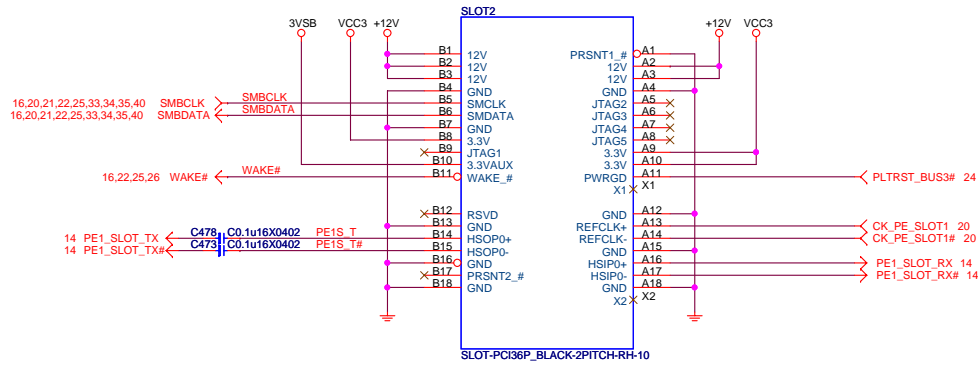 SLOT2
3VSB VCC3 +12V +12V VCC3
B1 12V PRSNT1_# A1
B2 12V 12V A2
B3 12V 12V A3
B4 GND GND A4
16,20,21,22,25,33,34,35,40 SMBCLK SMBCLK B5 SMCLK JTAG2 A5
16,20,21,22,25,33,34,35,40 SMBDATA SMBDATA B6 SMDATA JTAG3 A6
B7 GND JTAG4 A7
B8 3.3V JTAG5 A8
B9 JTAG1 3.3V A9
B10 3.3VAUX 3.3V A10
16,22,25,26 WAKE# WAKE# B11 WAKE_# PWRGD A11 PLTRST_BUS3# 24
X1 X1
B12 RSVD GND A12
B13 GND REFCLK+ A13 CK_PE_SLOT1 20
14 PE1_SLOT_TX C478 C0.1u16X0402 PE1S_T B14 HSOP0+ REFCLK- A14 CK_PE_SLOT1# 20
14 PE1_SLOT_TX# C473 C0.1u16X0402 PE1S_T# B15 HSOP0- GND A15
B16 GND HSIP0+ A16 PE1_SLOT_RX 14
B17 PRSNT2_# HSIP0- A17 PE1_SLOT_RX# 14
B18 GND GND A18
X2 X2
SLOT-PCI36P_BLACK-2PITCH-RH-10